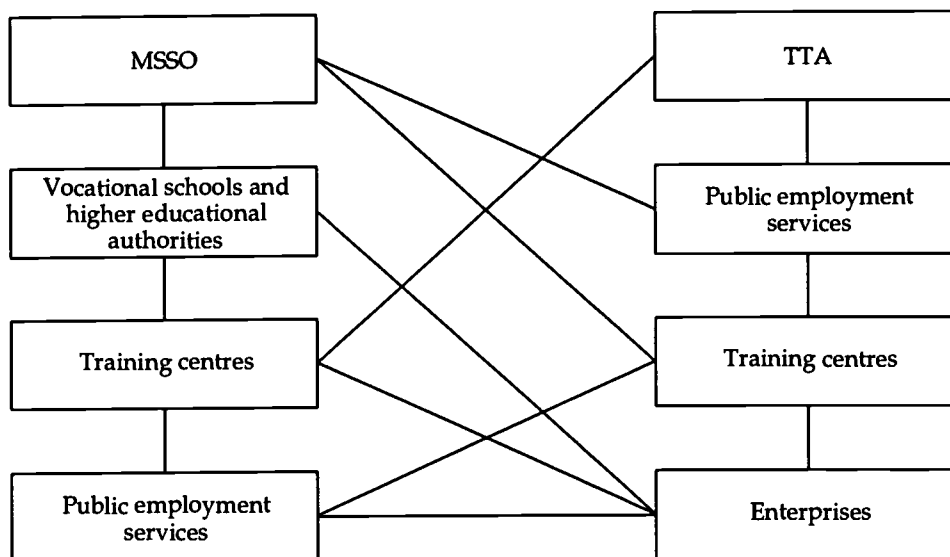 MSSO
TTA
Vocational schools and
higher educational
authorities
Public employment
services
Training centres
Training centres
Public employment
services
Enterprises